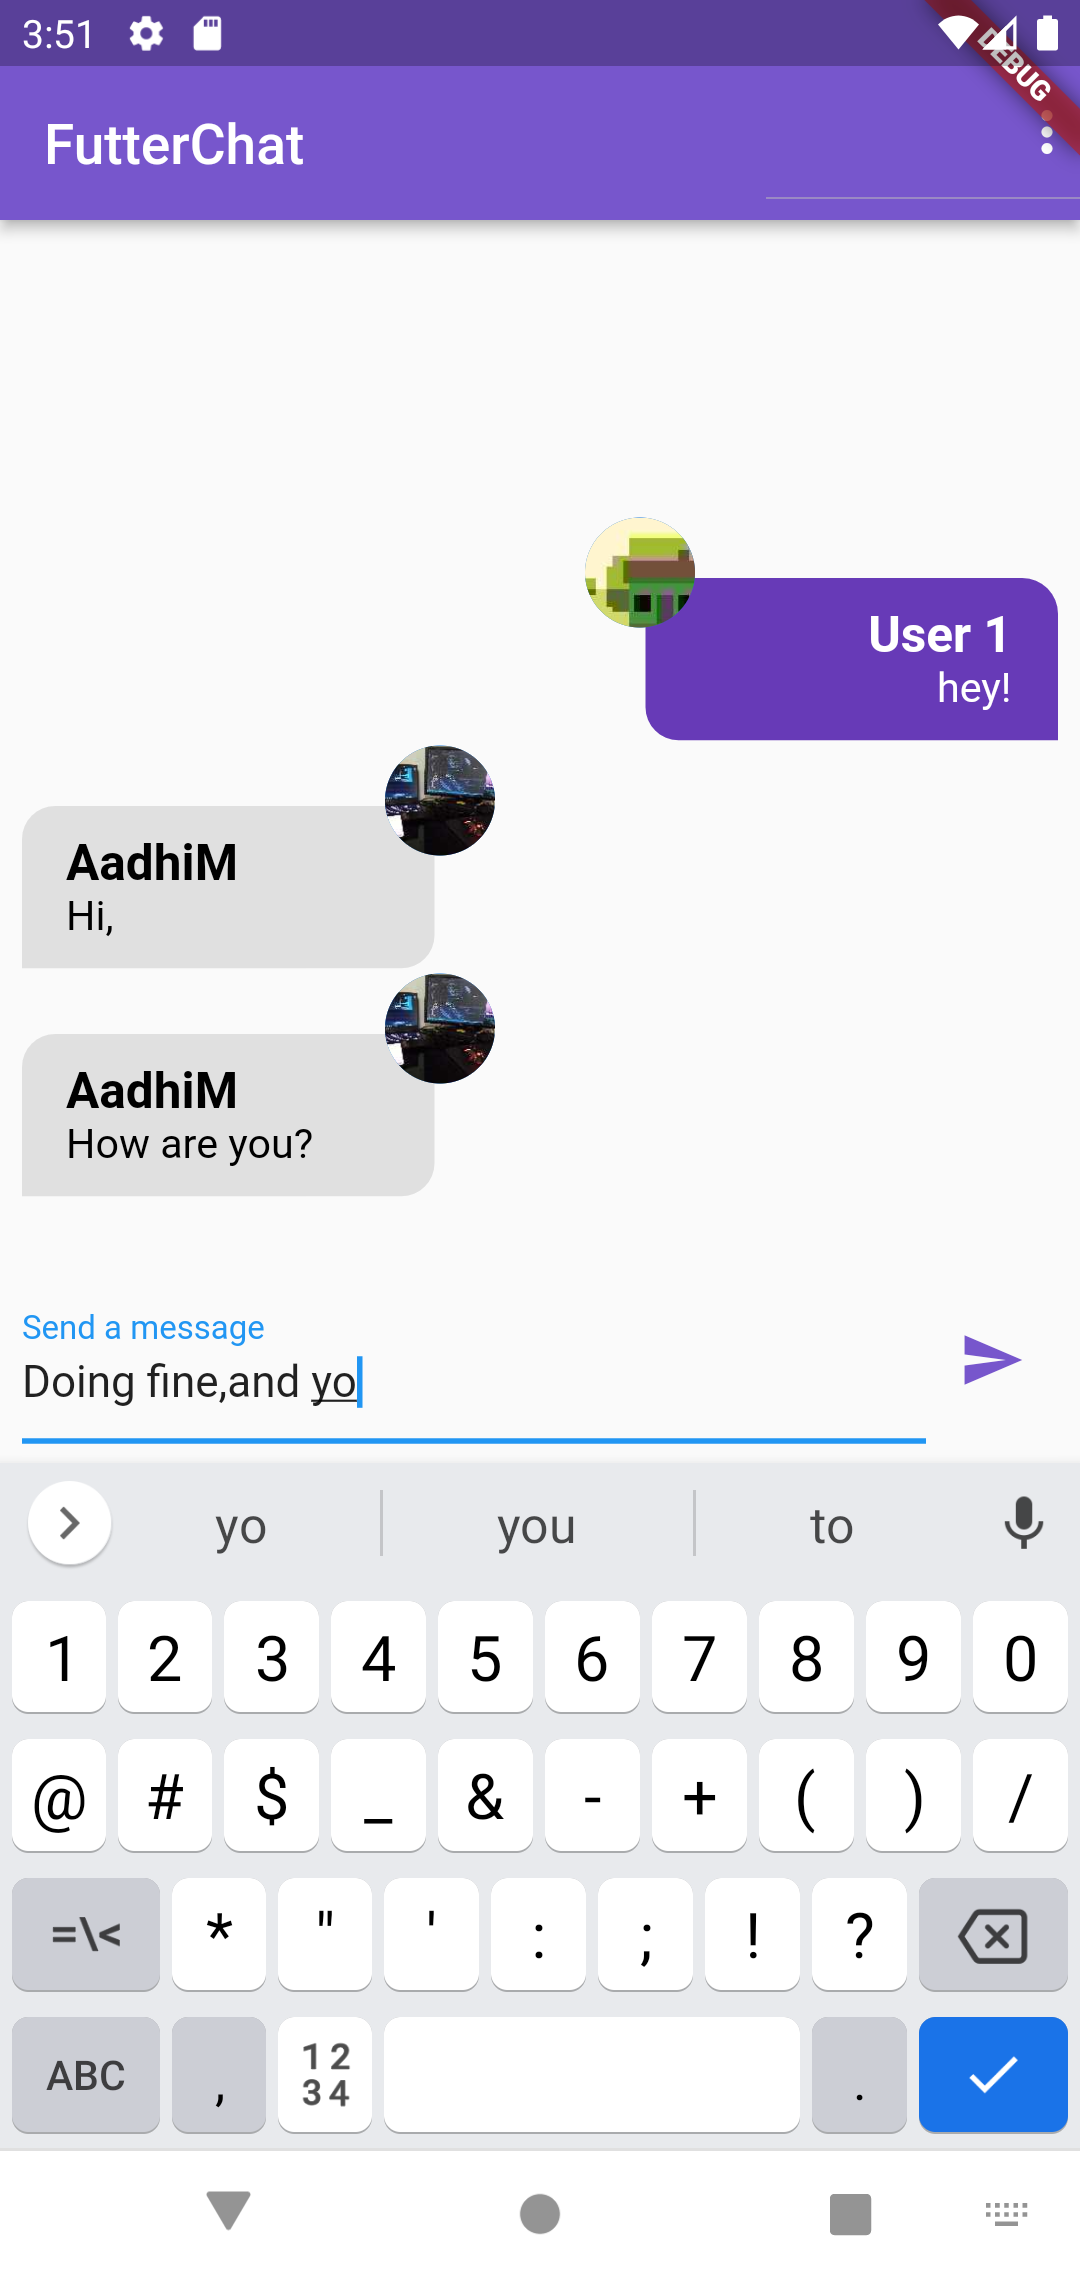 3:51
DEBUG
FutterChat
User 1
hey!
AadhiM
Hi,
AadhiM
How are you?
Send a message
Doing fine,and yo
yo you to
1 2 3 4 5 6 7 8 9 0
@ # $ _ & - + ( ) /
=\< * " ' : ; ! ?
ABC , 12 .
34